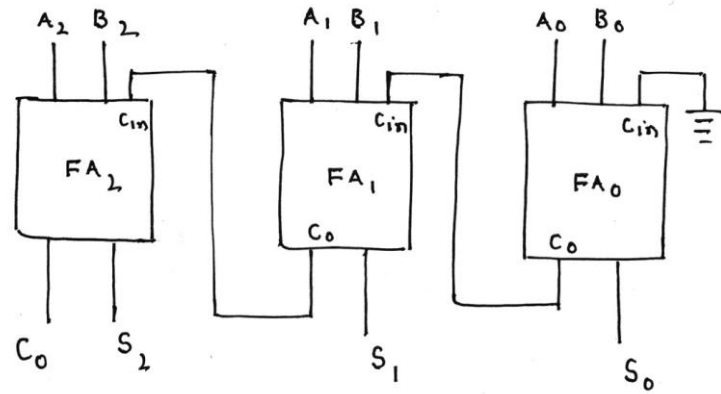 A₂ B₂
A₁ B₁
A₀ B₀
Cin
Cin
Cin
FA₂
FA₁
FA₀
C₀
C₀
C₀
S₂
S₁
S₀